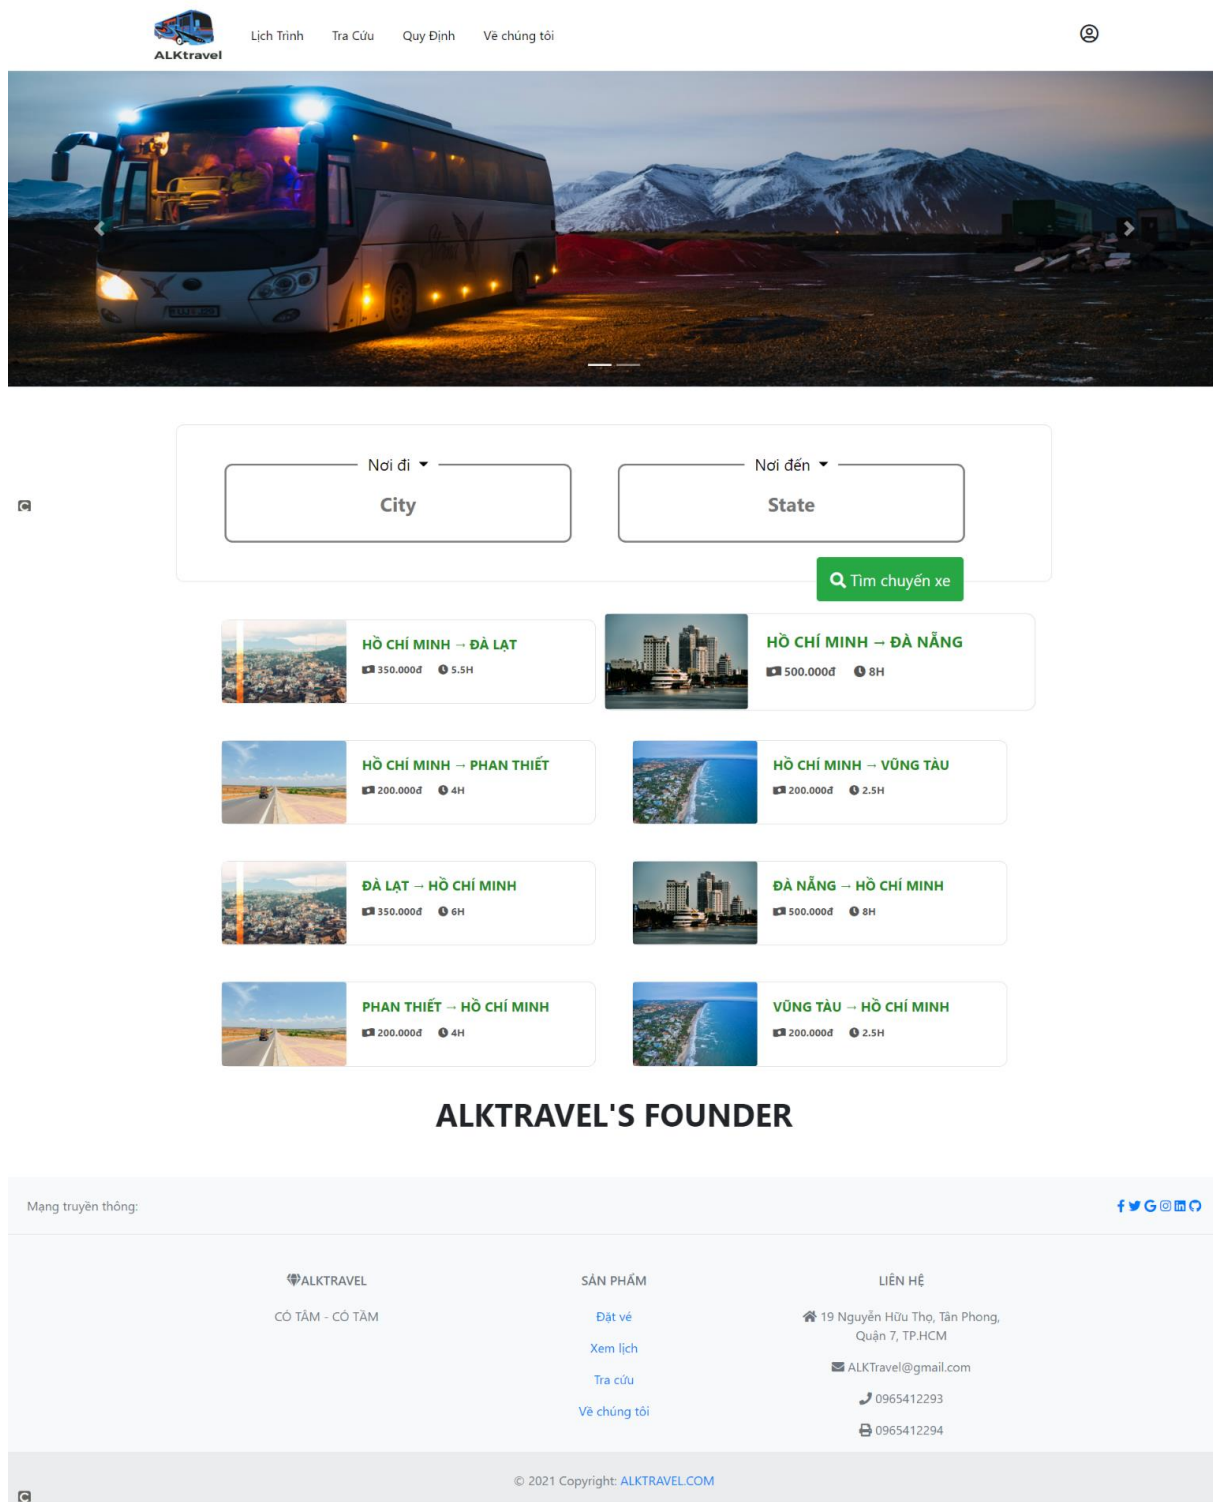 ALKtravel
Lịch Trình Tra Cứu Quy Định Về chúng tôi
Nơi đi Nơi đến
City State
Tìm chuyến xe
HỒ CHÍ MINH → ĐÀ LẠT
350.000đ 5.5H
HỒ CHÍ MINH → ĐÀ NẴNG
500.000đ 8H
HỒ CHÍ MINH → PHAN THIẾT
200.000đ 4H
HỒ CHÍ MINH → VŨNG TÀU
200.000đ 2.5H
ĐÀ LẠT → HỒ CHÍ MINH
350.000đ 6H
ĐÀ NẴNG → HỒ CHÍ MINH
500.000đ 8H
PHAN THIẾT → HỒ CHÍ MINH
200.000đ 4H
VŨNG TÀU → HỒ CHÍ MINH
200.000đ 2.5H
ALKTRAVEL'S FOUNDER
Mạng truyền thông:
ALKTRAVEL
CÓ TÂM - CÓ TẦM
SẢN PHẨM
Đặt vé
Xem lịch
Tra cứu
Về chúng tôi
LIÊN HỆ
19 Nguyễn Hữu Thọ, Tân Phong,
Quận 7, TP.HCM
ALKTravel@gmail.com
0965412293
0965412294
© 2021 Copyright: ALKTRAVEL.COM